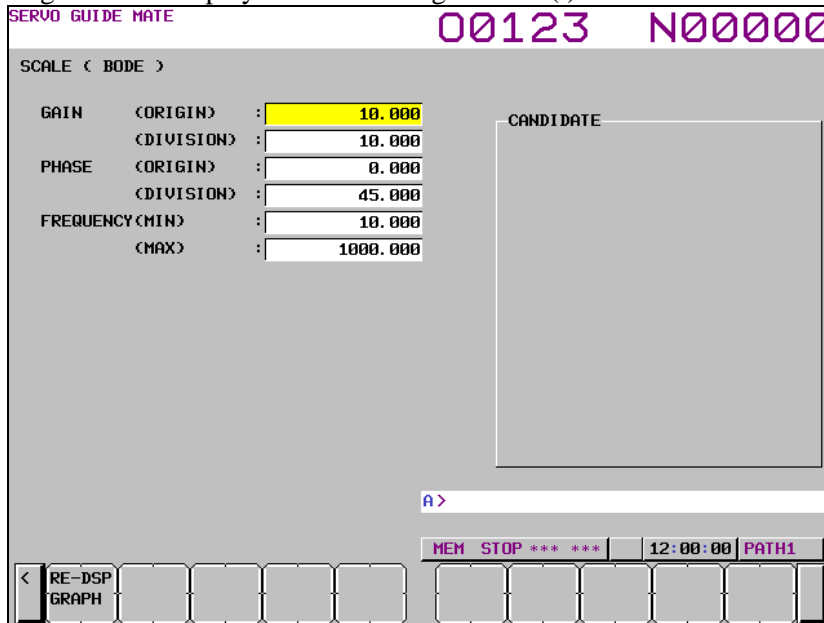 SERVO GUIDE MATE
O0123 N00000
SCALE ( BODE )
GAIN (ORIGIN) : 10.000
(DIVISION) : 10.000
PHASE (ORIGIN) : 0.000
(DIVISION) : 45.000
FREQUENCY(MIN) : 10.000
(MAX) : 1000.000
CANDIDATE
A>
MEM STOP *** *** 12:00:00 PATH1
< RE-DSP
GRAPH